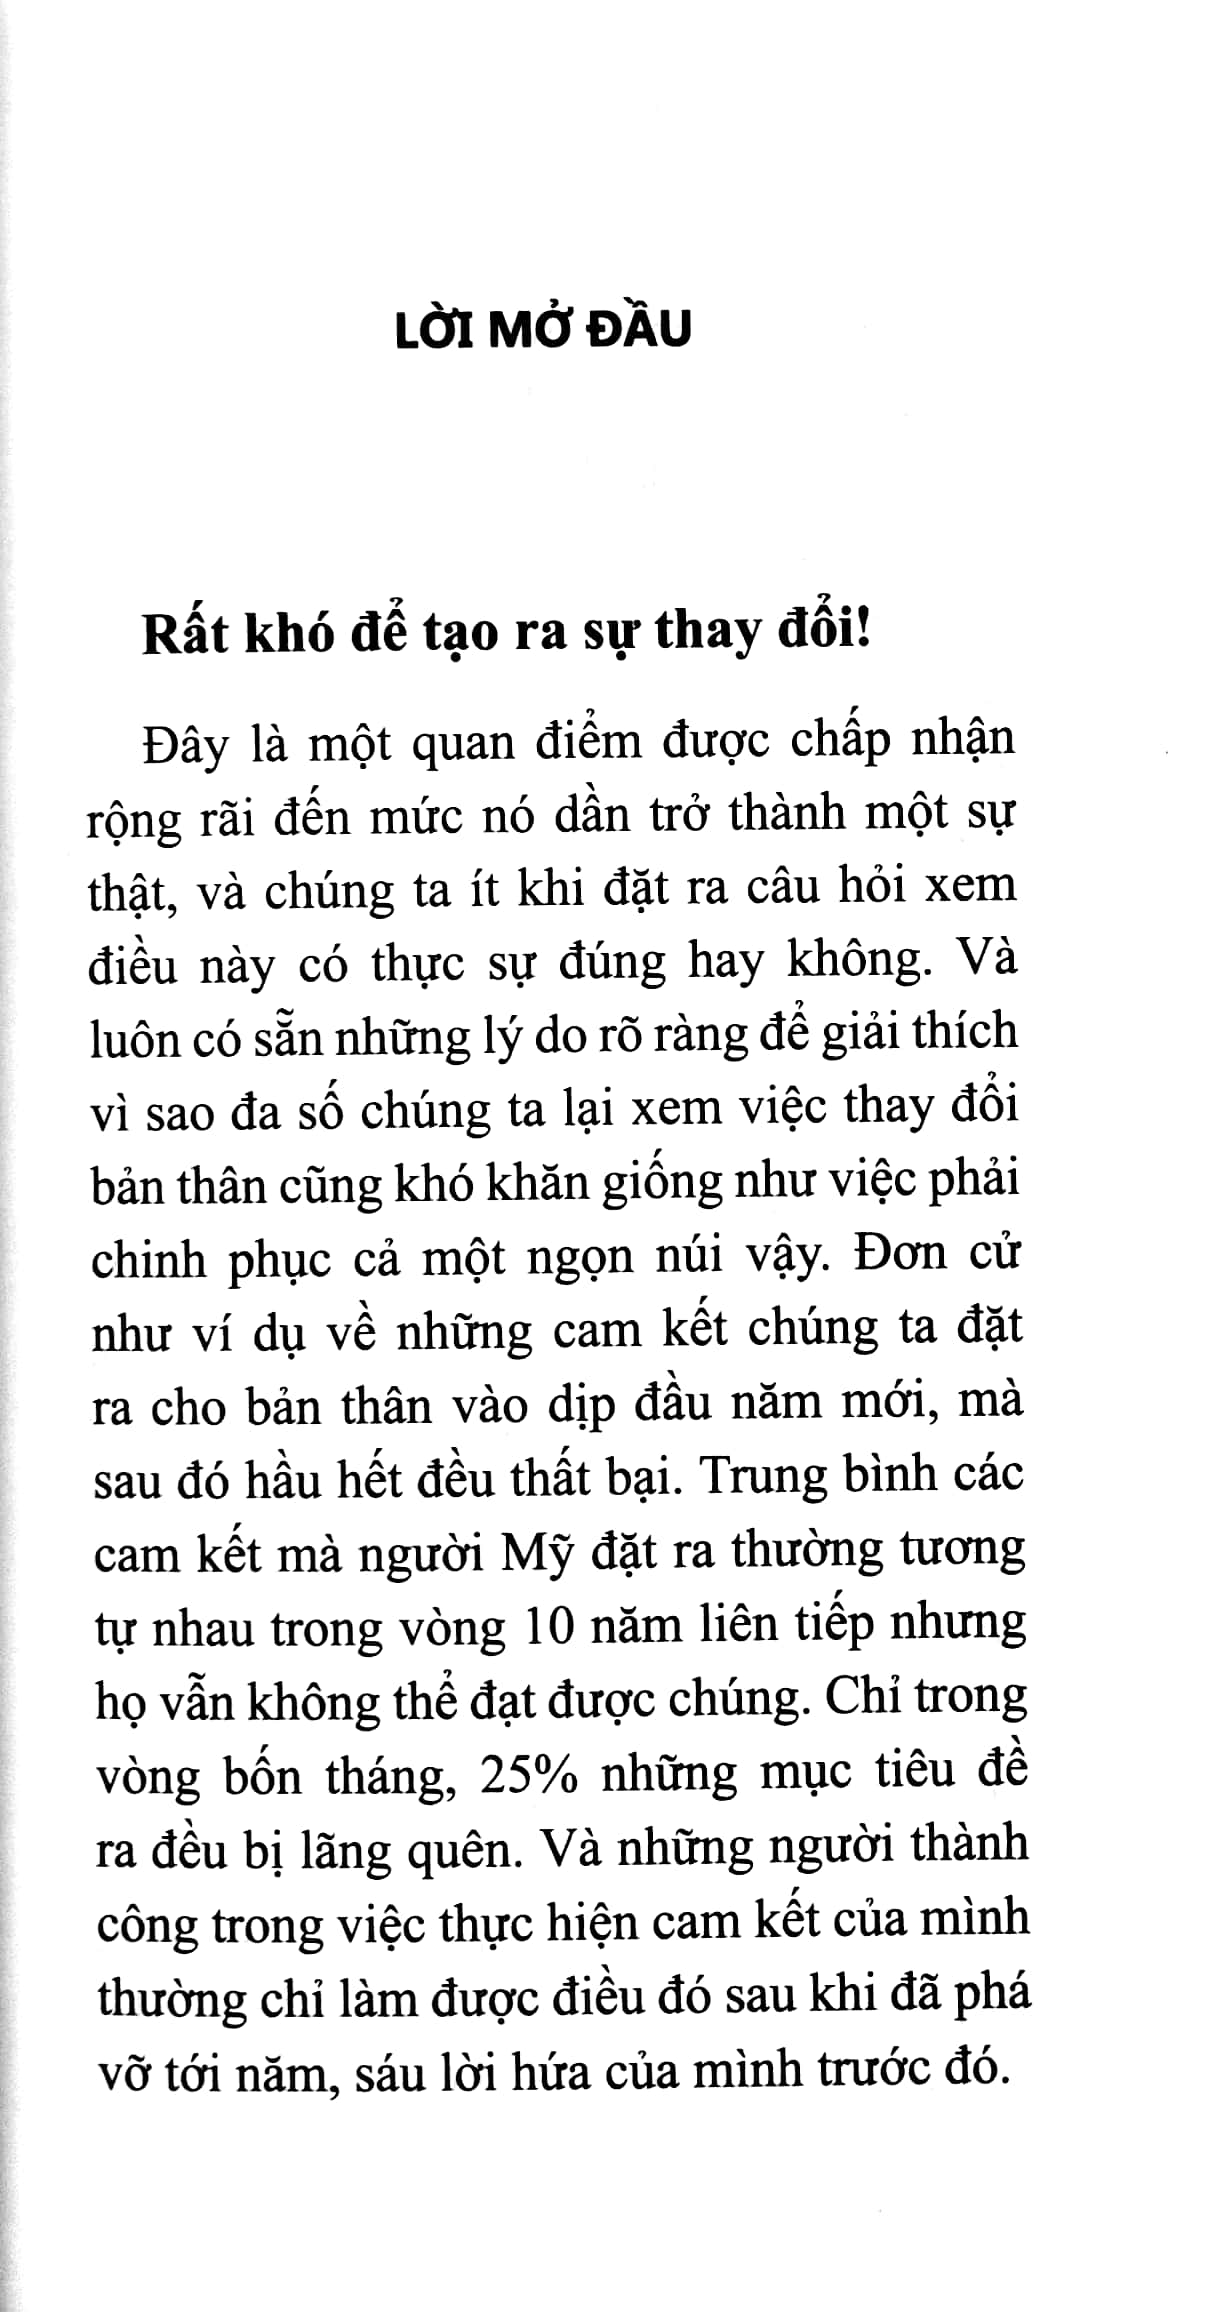 LỜI MỞ ĐẦU
Rất khó để tạo ra sự thay đổi!
Đây là một quan điểm được chấp nhận
rộng rãi đến mức nó dần trở thành một sự
thật, và chúng ta ít khi đặt ra câu hỏi xem
điều này có thực sự đúng hay không. Và
luôn có sẵn những lý do rõ ràng để giải thích
vì sao đa số chúng ta lại xem việc thay đổi
bản thân cũng khó khăn giống như việc phải
chinh phục cả một ngọn núi vậy. Đơn cử
như ví dụ về những cam kết chúng ta đặt
ra cho bản thân vào dịp đầu năm mới, mà
sau đó hầu hết đều thất bại. Trung bình các
cam kết mà người Mỹ đặt ra thường tương
tự nhau trong vòng 10 năm liên tiếp nhưng
họ vẫn không thể đạt được chúng. Chỉ trong
vòng bốn tháng, 25% những mục tiêu đề
ra đều bị lãng quên. Và những người thành
công trong việc thực hiện cam kết của mình
thường chỉ làm được điều đó sau khi đã phá
vỡ tới năm, sáu lời hứa của mình trước đó.